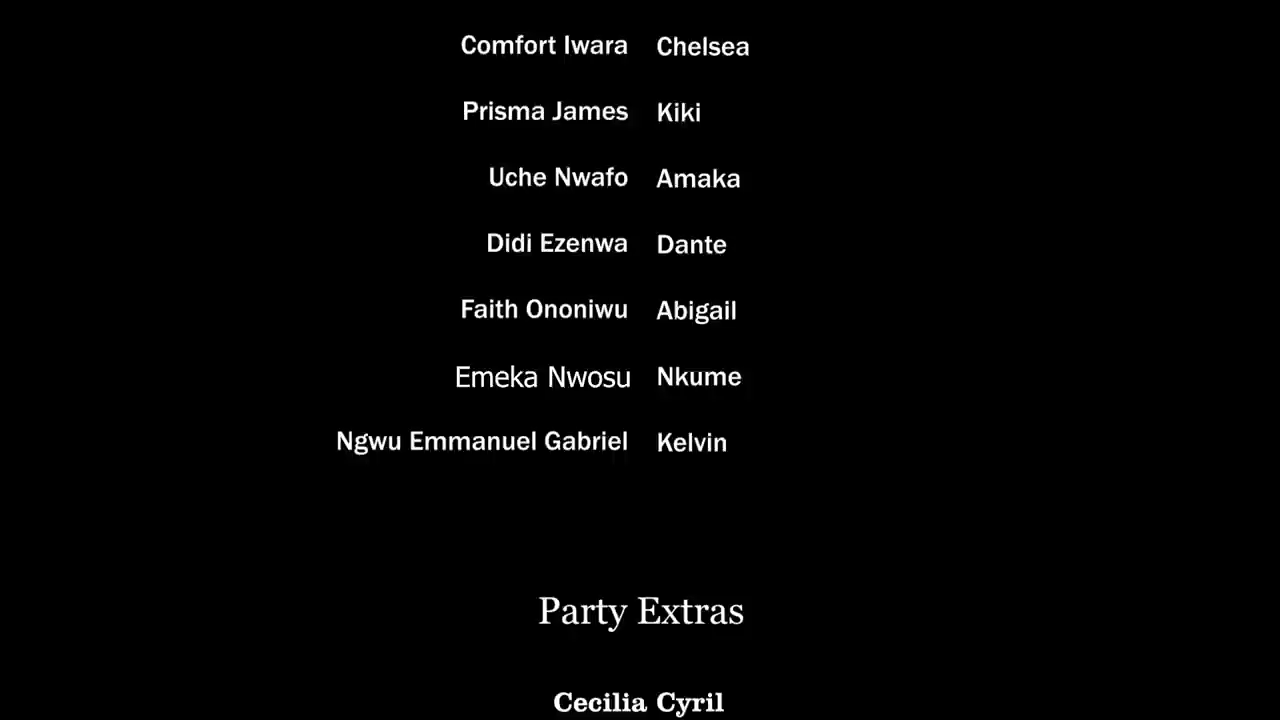 Comfort Iwara Chelsea
Prisma James Kiki
Uche Nwafo Amaka
Didi Ezenwa Dante
Faith Ononiwu Abigail
Emeka Nwosu Nkume
Ngwu Emmanuel Gabriel Kelvin
Party Extras
Cecilia Cyril